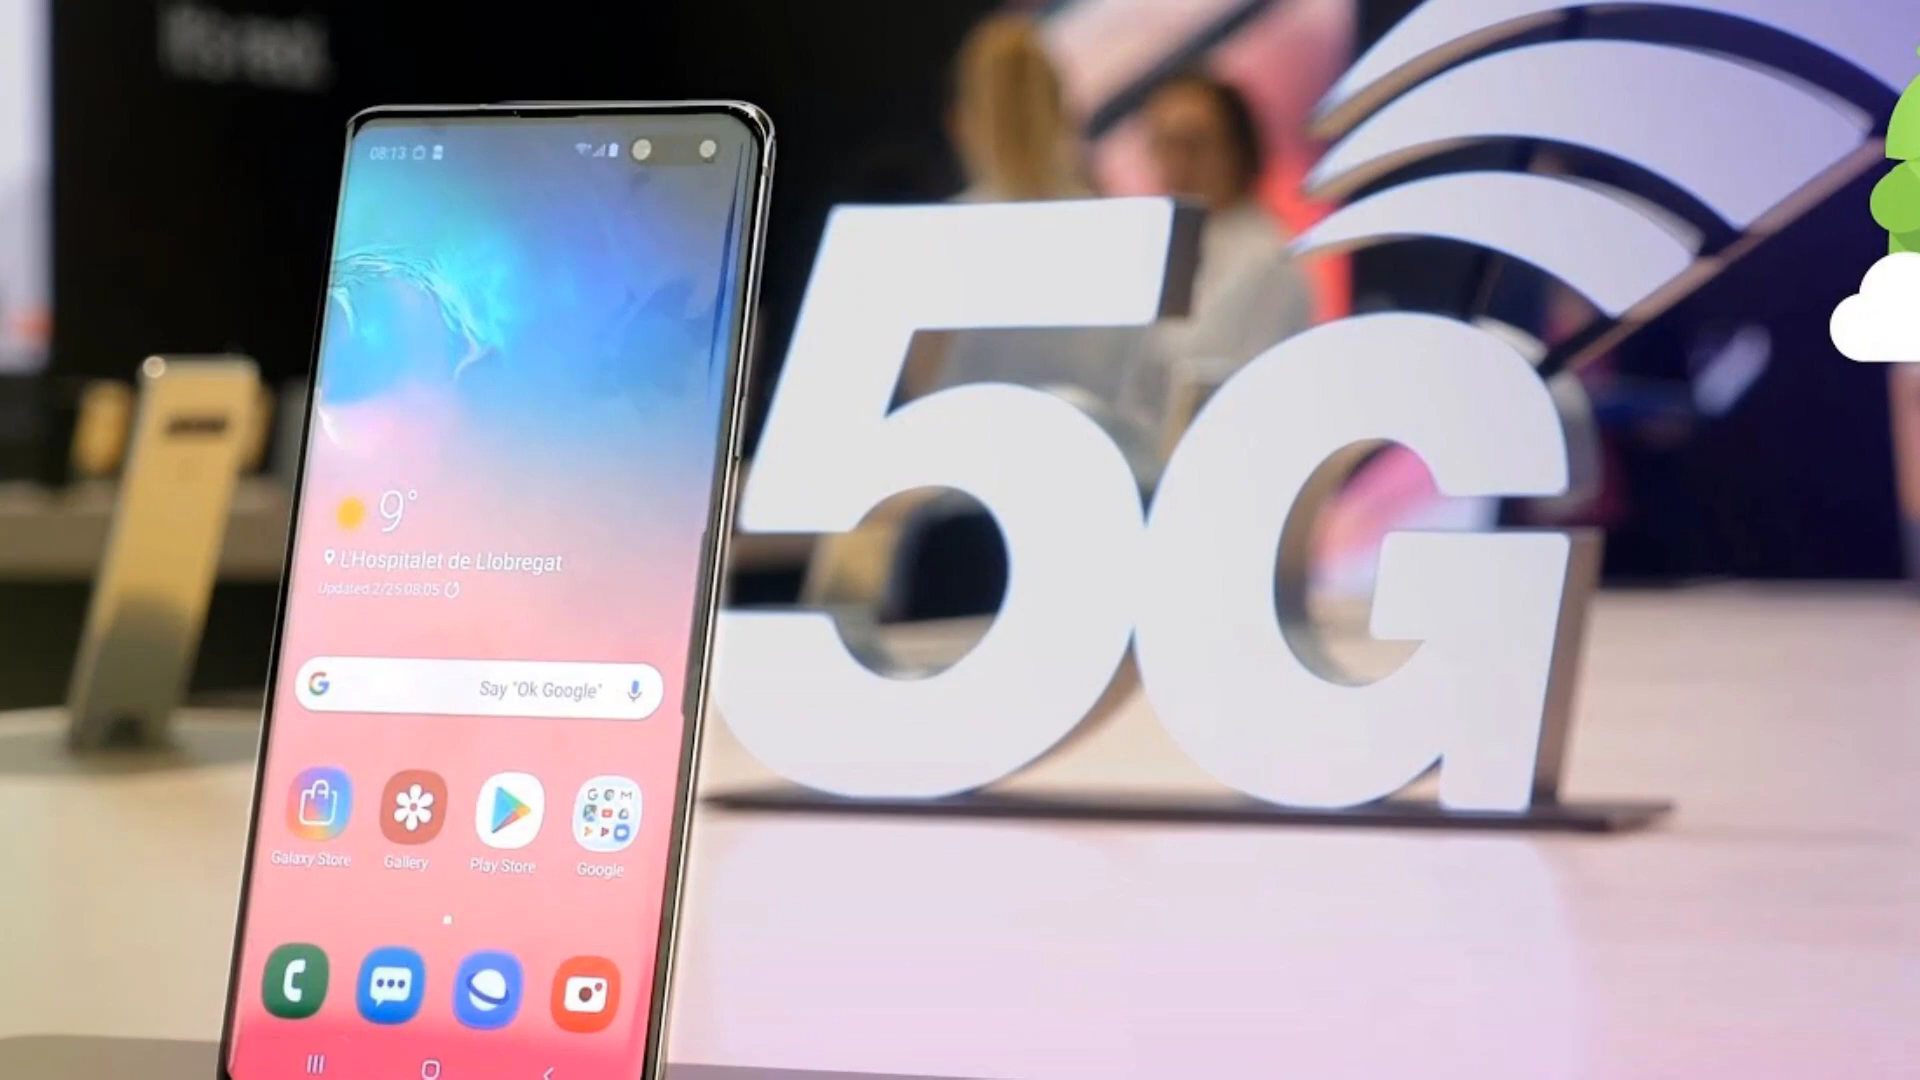 08:13
5G
9°
L'Hospitalet de Llobregat
Updated 2/25 08:05
G Say "Ok Google"
Galaxy Store Gallery Play Store Google